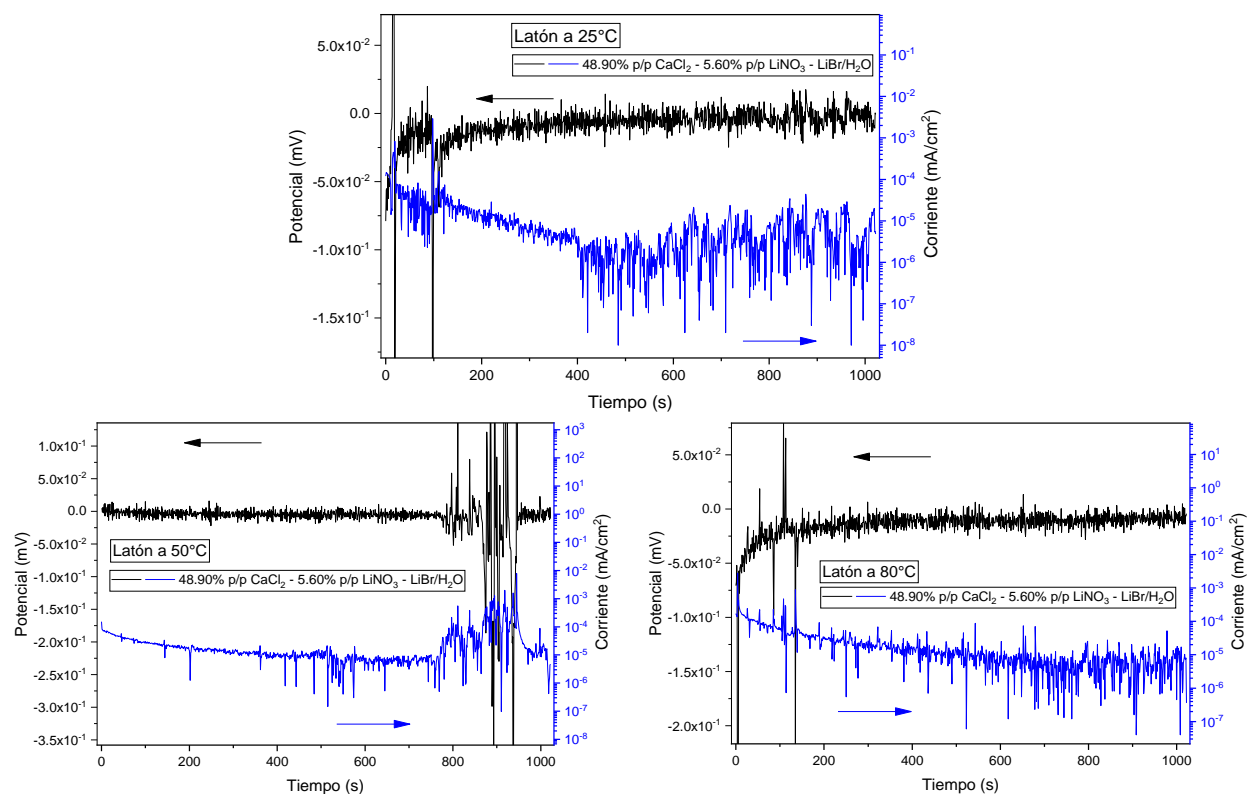 Latón a 25°C
48.90% p/p CaCl₂ - 5.60% p/p LiNO₃ - LiBr/H₂O
Potencial (mV)
5.0x10⁻²
0.0
-5.0x10⁻²
-1.0x10⁻¹
-1.5x10⁻¹
10⁻¹
10⁻²
10⁻³
10⁻⁴
10⁻⁵
10⁻⁶
10⁻⁷
10⁻⁸
Corriente (mA/cm²)
0 200 400 600 800 1000
Tiempo (s)
Latón a 50°C
48.90% p/p CaCl₂ - 5.60% p/p LiNO₃ - LiBr/H₂O
Potencial (mV)
1.0x10⁻¹
5.0x10⁻²
0.0
-5.0x10⁻²
-1.0x10⁻¹
-1.5x10⁻¹
-2.0x10⁻¹
-2.5x10⁻¹
-3.0x10⁻¹
-3.5x10⁻¹
10³
10²
10¹
10⁰
10⁻¹
10⁻²
10⁻³
10⁻⁴
10⁻⁵
10⁻⁶
10⁻⁷
10⁻⁸
Corriente (mA/cm²)
0 200 400 600 800 1000
Tiempo (s)
Latón a 80°C
48.90% p/p CaCl₂ - 5.60% p/p LiNO₃ - LiBr/H₂O
Potencial (mV)
5.0x10⁻²
0.0
-5.0x10⁻²
-1.0x10⁻¹
-1.5x10⁻¹
-2.0x10⁻¹
10¹
10⁰
10⁻¹
10⁻²
10⁻³
10⁻⁴
10⁻⁵
10⁻⁶
10⁻⁷
Corriente (mA/cm²)
0 200 400 600 800 1000
Tiempo (s)